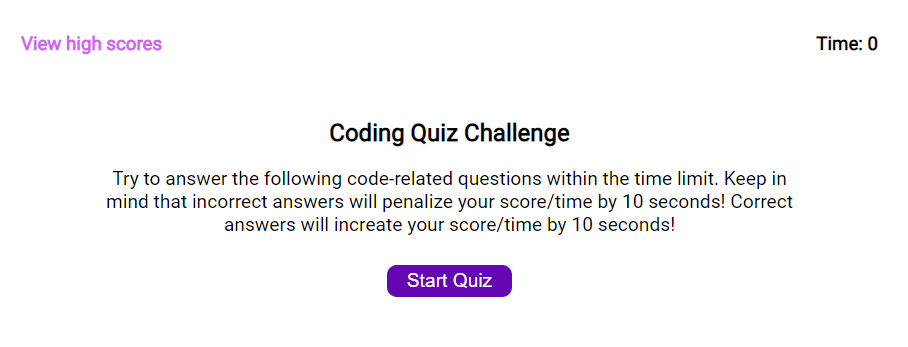 View high scores
Time: 0
Coding Quiz Challenge
Try to answer the following code-related questions within the time limit. Keep in
mind that incorrect answers will penalize your score/time by 10 seconds! Correct
answers will increate your score/time by 10 seconds!
Start Quiz